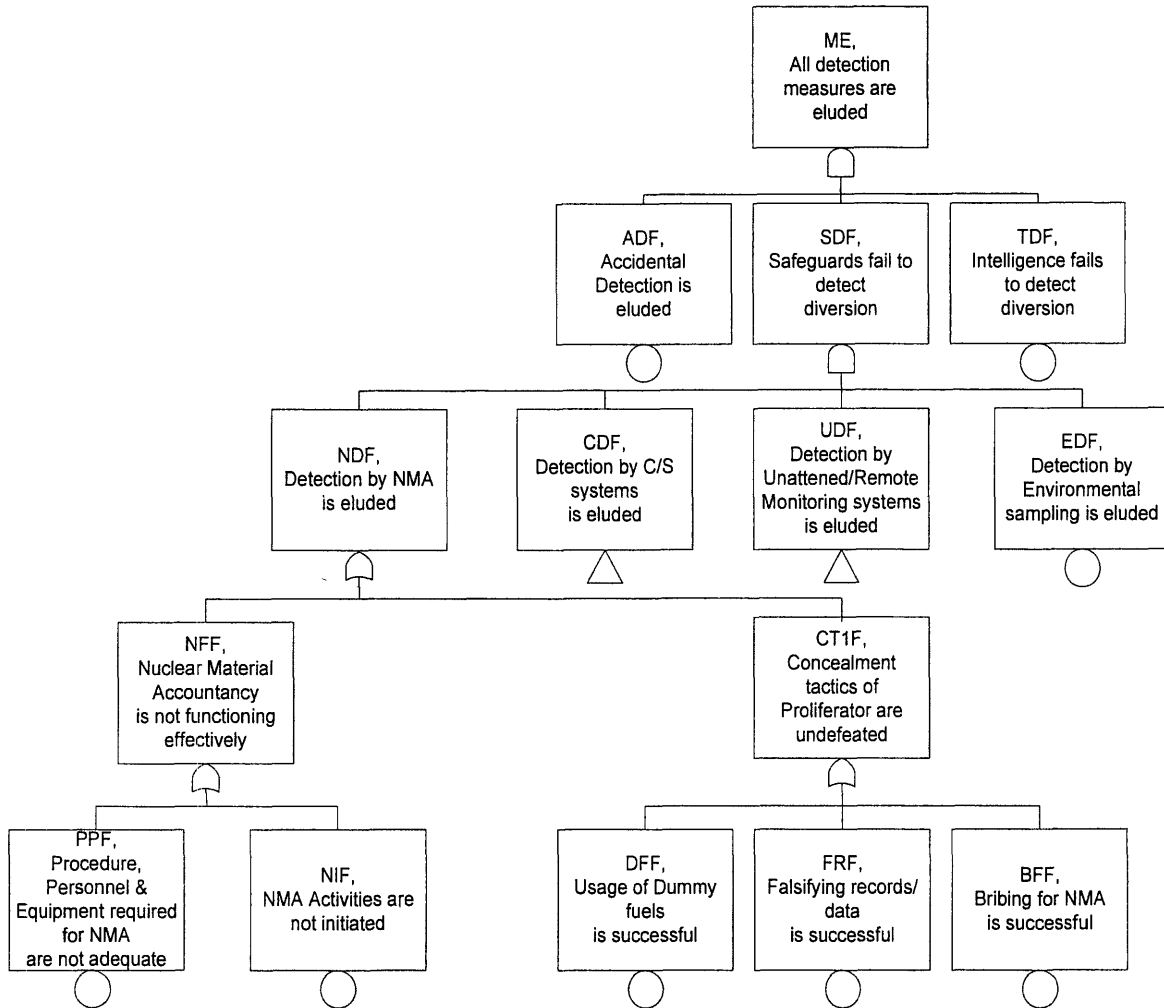 ME,
All detection
measures are
eluded
ADF,
Accidental
Detection is
eluded
SDF,
Safeguards fail to
detect
diversion
TDF,
Intelligence fails
to detect
diversion
NDF,
Detection by NMA
is eluded
CDF,
Detection by C/S
systems
is eluded
UDF,
Detection by
Unattened/Remote
Monitoring systems
is eluded
EDF,
Detection by
Environmental
sampling is eluded
NFF,
Nuclear Material
Accountancy
is not functioning
effectively
CT1F,
Concealment
tactics of
Proliferator are
undefeated
PPF,
Procedure,
Personnel &
Equipment required
for NMA
are not adequate
NIF,
NMA Activities are
not initiated
DFF,
Usage of Dummy
fuels
is successful
FRF,
Falsifying records/
data
is successful
BFF,
Bribing for NMA
is successful